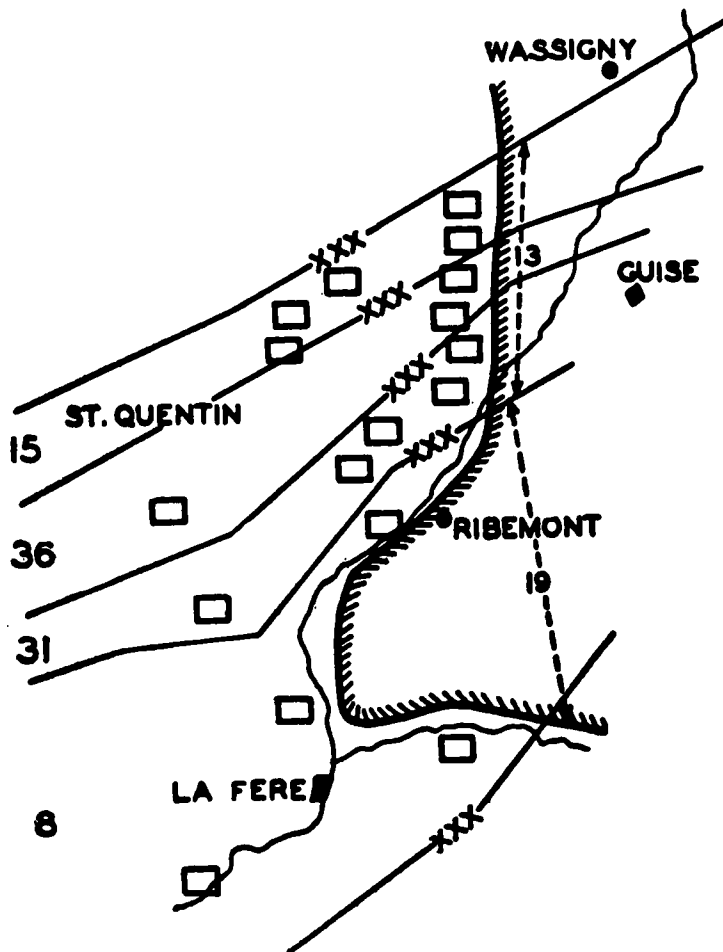 WASSIGNY
XXX
13
GUISE
XXX
XXX
ST. QUENTIN
15
XXX
36
RIBEMONT
19
31
LA FERE
8
XXX